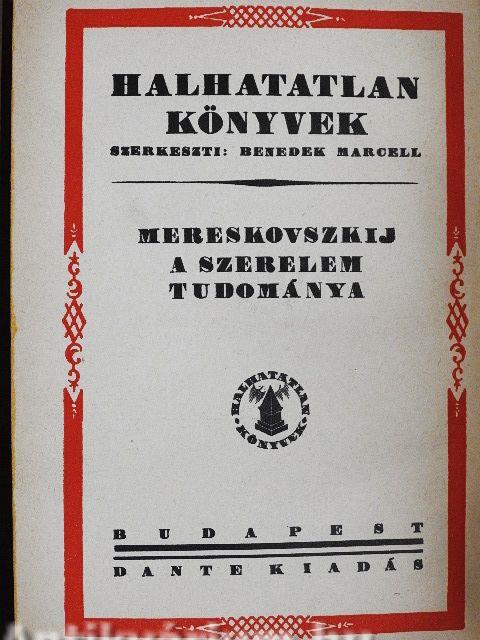 HALHATATLAN
KÖNYVEK
SZERKESZTI: BENEDEK MARCELL
MERESKOVSZKIJ
A SZERELEM
TUDOMÁNYA
HALHATATLAN
KÖNYVEK
BUDAPEST
DANTE KIADÁS